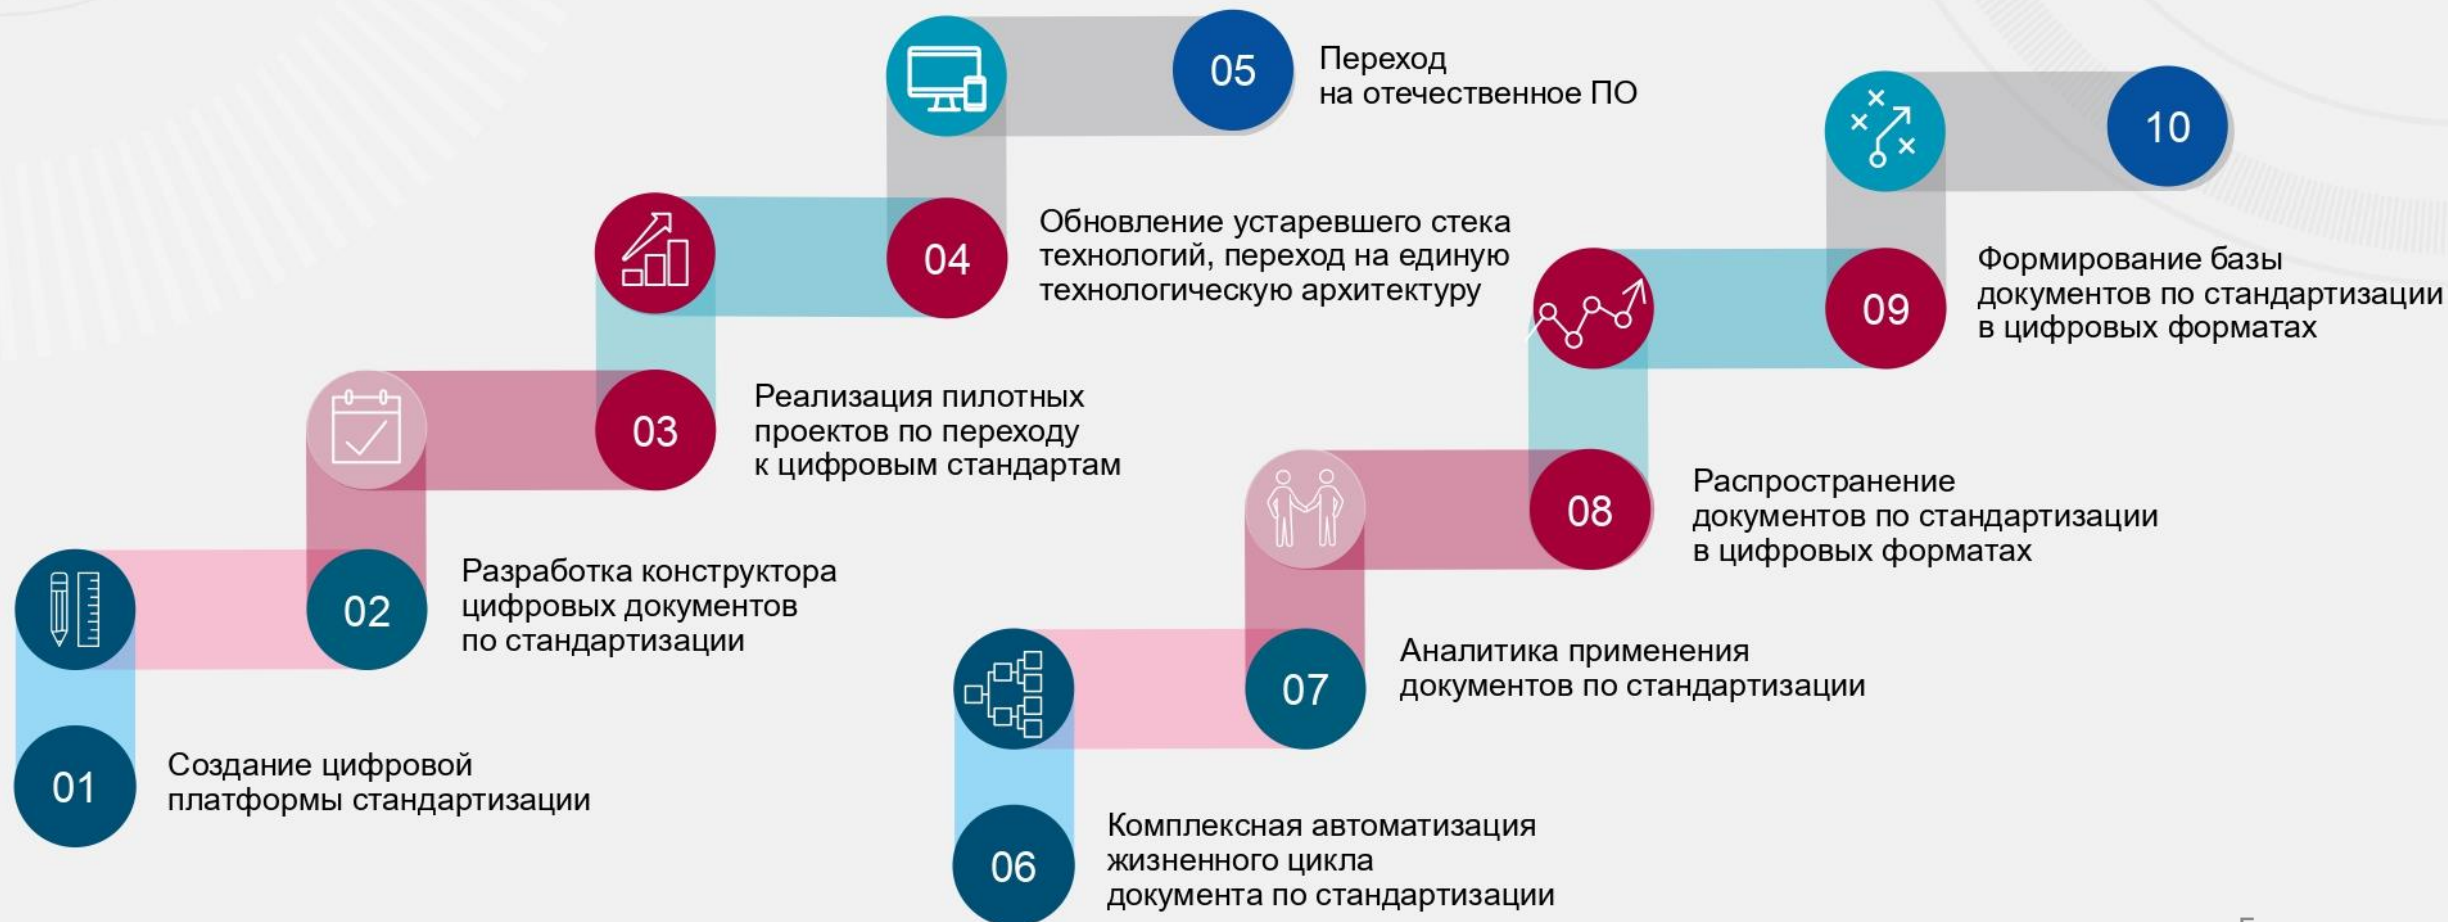 01
Создание цифровой
платформы стандартизации
02
Разработка конструктора
цифровых документов
по стандартизации
03
Реализация пилотных
проектов по переходу
к цифровым стандартам
04
Обновление устаревшего стека
технологий, переход на единую
технологическую архитектуру
05
Переход
на отечественное ПО
06
Комплексная автоматизация
жизненного цикла
документа по стандартизации
07
Аналитика применения
документов по стандартизации
08
Распространение
документов по стандартизации
в цифровых форматах
09
Формирование базы
документов по стандартизации
в цифровых форматах
10